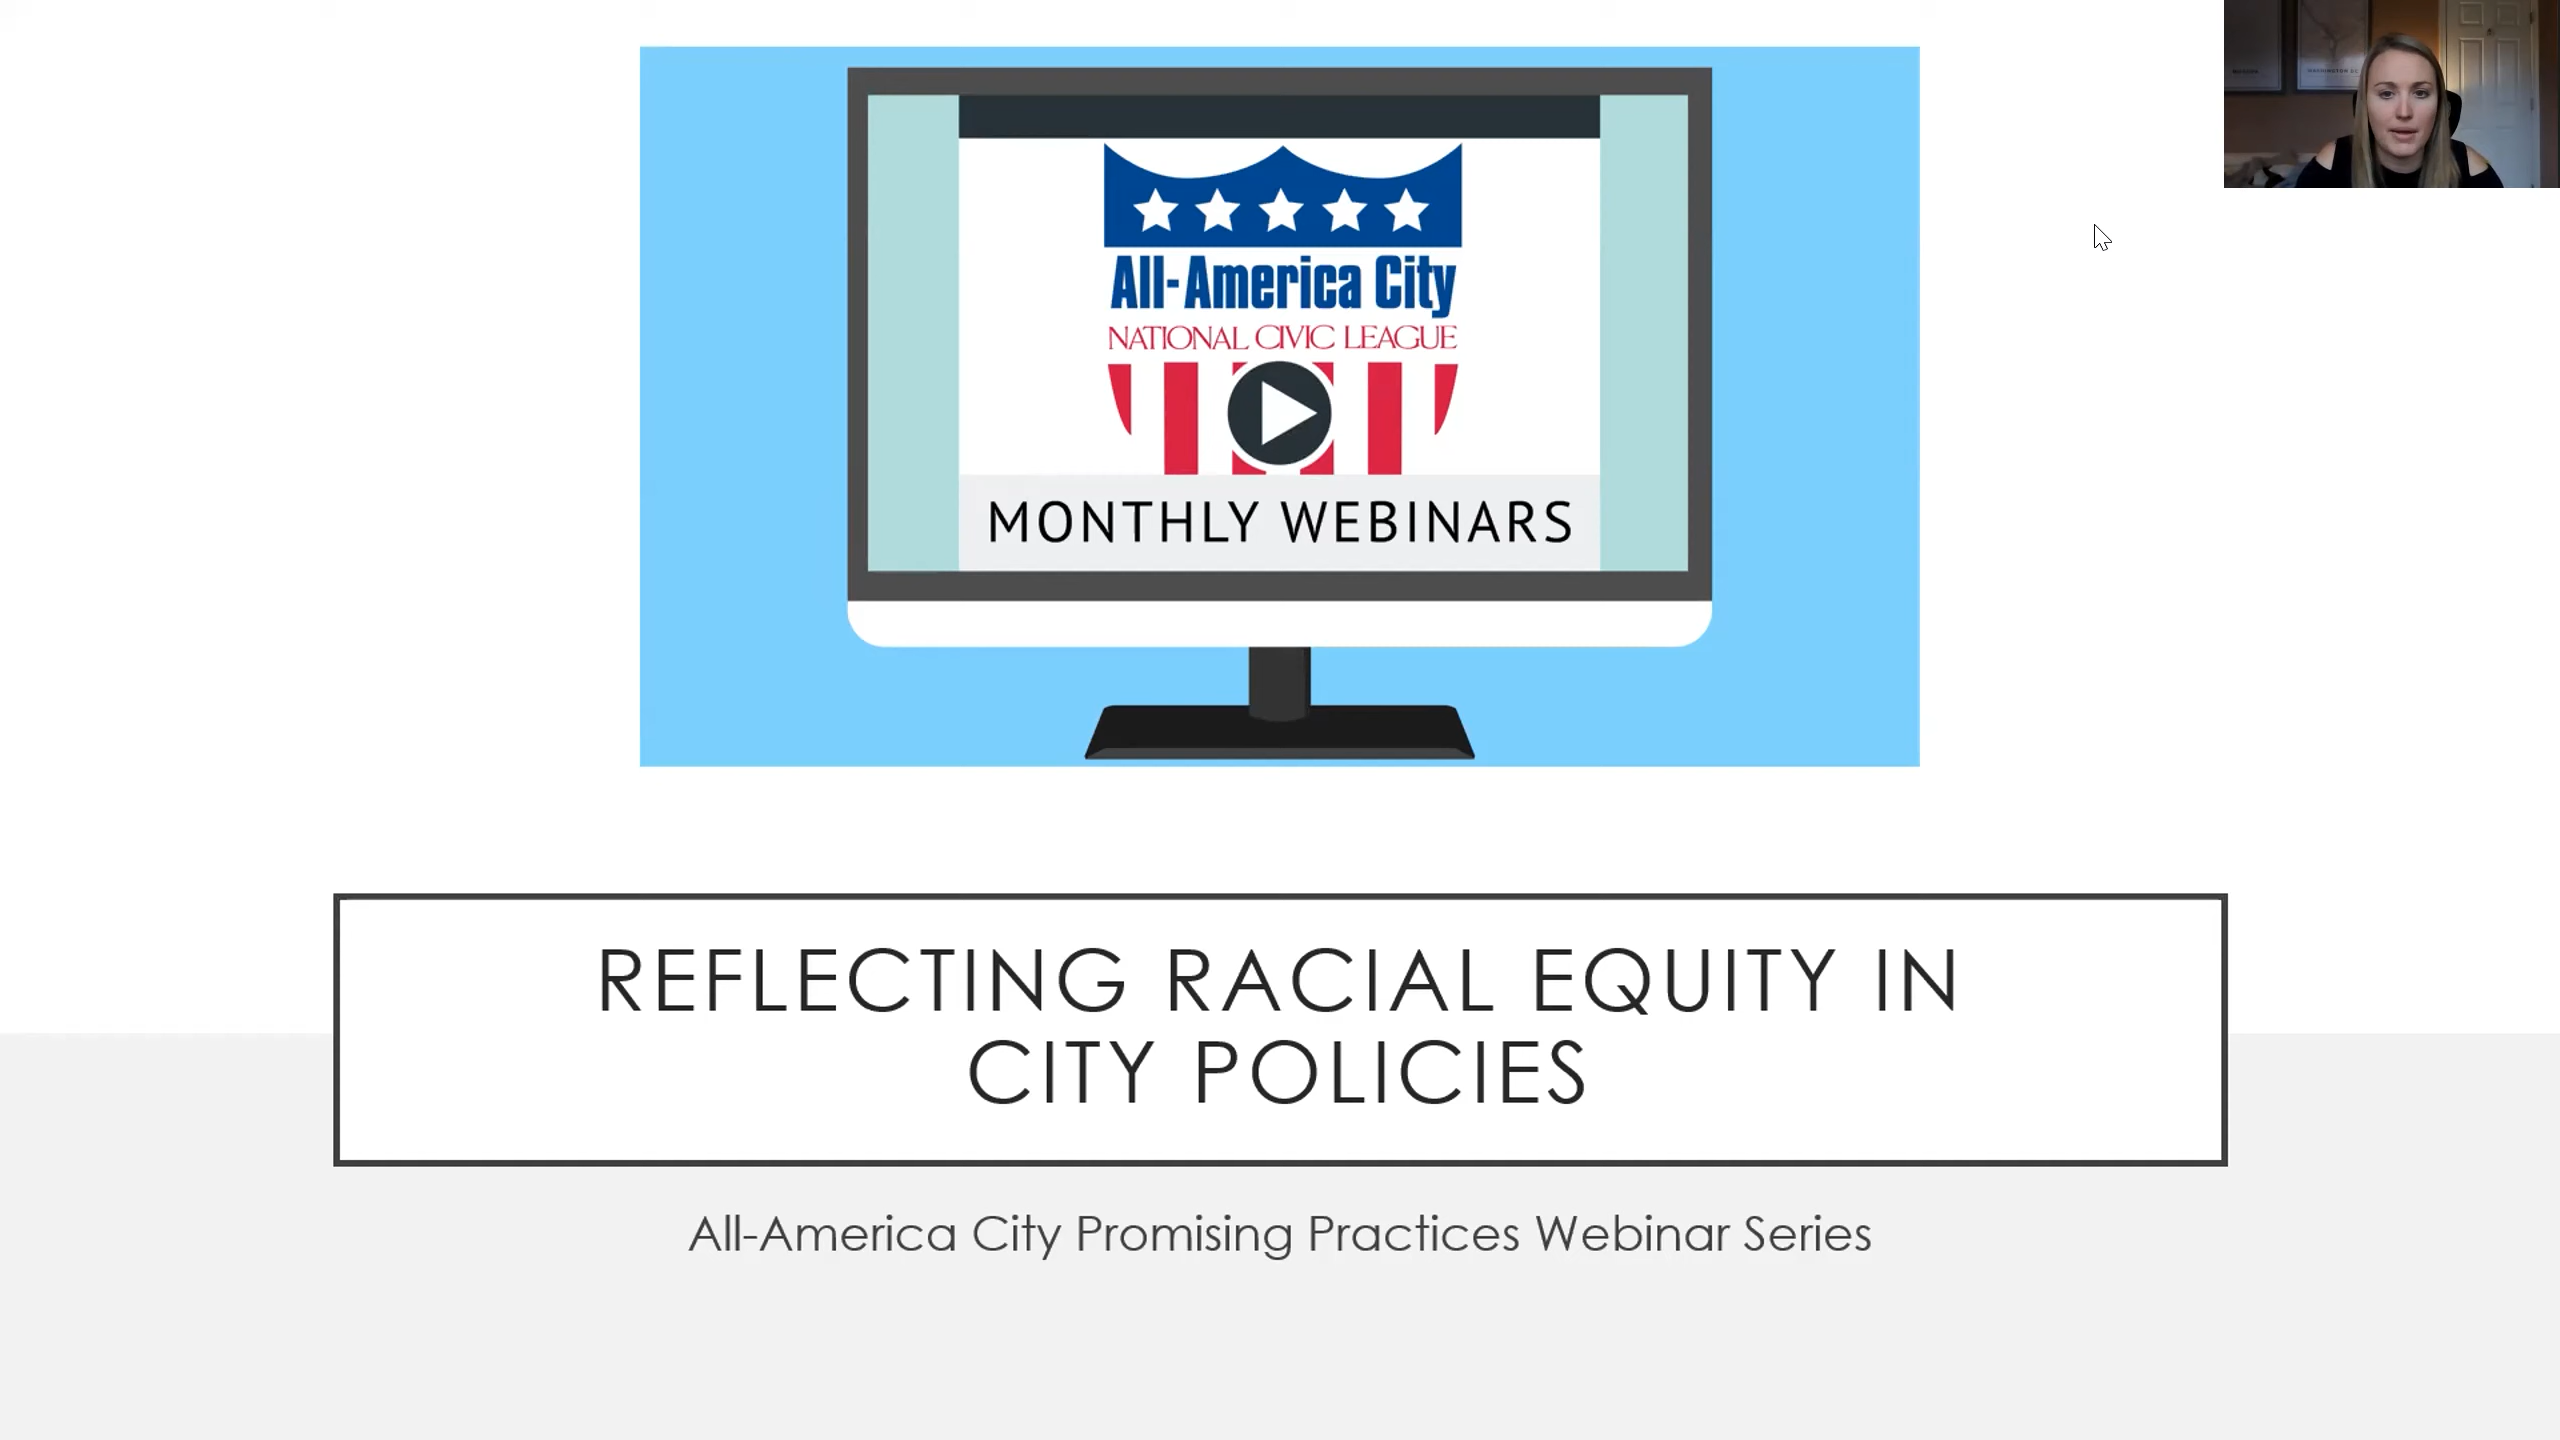 All-America City
NATIONAL CIVIC LEAGUE
MONTHLY WEBINARS
REFLECTING RACIAL EQUITY IN
CITY POLICIES
All-America City Promising Practices Webinar Series